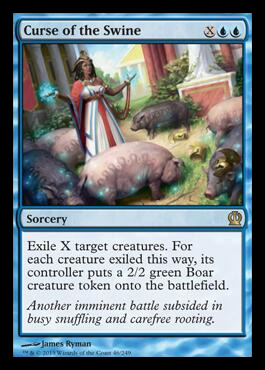 Curse of the Swine X
Sorcery
Exile X target creatures. For
each creature exiled this way, its
controller puts a 2/2 green Boar
creature token onto the battlefield.
Another imminent battle subsided in
busy snuffling and carefree rooting.
James Ryman
™ & © 2013 Wizards of the Coast 46/249